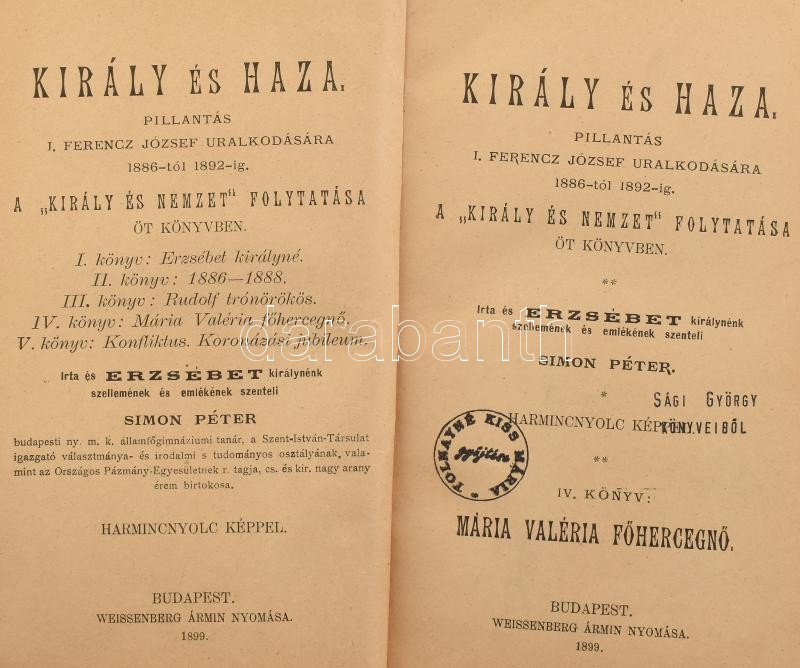 KIRÁLY ÉS HAZA.
PILLANTÁS
I. FERENCZ JÓZSEF URALKODÁSÁRA
1886-tól 1892-ig.
A „KIRÁLY ÉS NEMZET" FOLYTATÁSA
ÖT KÖNYVBEN.
I. könyv: Erzsébet királyné.
II. könyv: 1886—1888.
III. könyv: Rudolf trónörökös.
IV. könyv: Mária Valéria főhercegnő.
V. könyv: Konfliktus. Koronázási jubileum.
Irta és ERZSÉBET királynénk
szellemének és emlékének szenteli
SIMON PÉTER
budapesti ny. m. k. államfőgimnáziumi tanár, a Szent-István-Társulat
igazgató választmánya- és irodalmi s tudományos osztályának, vala-
mint az Országos Pázmány-Egyesületnek r. tagja, cs. és kir. nagy arany
érem birtokosa.
HARMINCNYOLC KÉPPEL.
BUDAPEST.
WEISSENBERG ÁRMIN NYOMÁSA.
1899.
KIRÁLY ÉS HAZA.
PILLANTÁS
I. FERENCZ JÓZSEF URALKODÁSÁRA
1886-tól 1892-ig.
A „KIRÁLY ÉS NEMZET" FOLYTATÁSA
ÖT KÖNYVBEN.
**
Irta és ERZSÉBET királynénk
szellemének és emlékének szenteli
SIMON PÉTER.
*
SÁGI GYÖRGY
KÖNYVEIBŐL
HARMINCNYOLC KÉPPEL.
TOLNAYNÉ KISS MÁRIA *
gyűjtése
**
IV. KÖNYV:
MÁRIA VALÉRIA FŐHERCEGNŐ.
BUDAPEST.
WEISSENBERG ÁRMIN NYOMÁSA.
1899.
darabanth